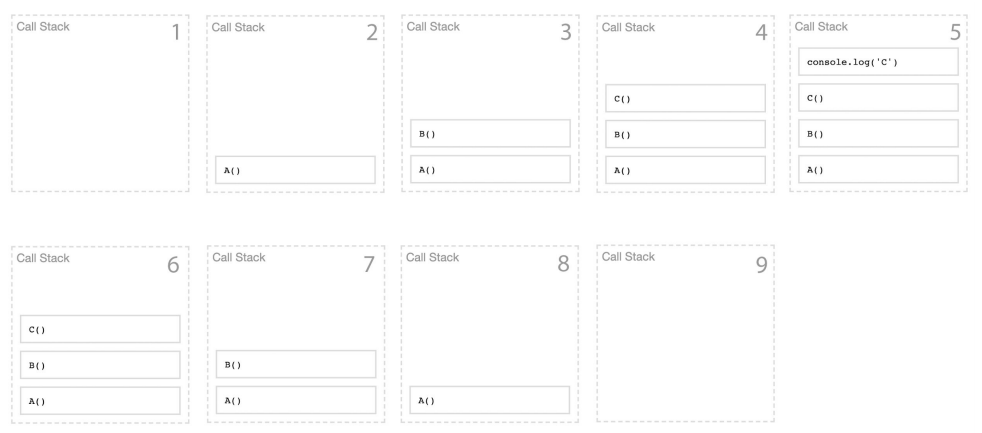 Call Stack 1
Call Stack 2
A()
Call Stack 3
B()
A()
Call Stack 4
C()
B()
A()
Call Stack 5
console.log('C')
C()
B()
A()
Call Stack 6
C()
B()
A()
Call Stack 7
B()
A()
Call Stack 8
A()
Call Stack 9